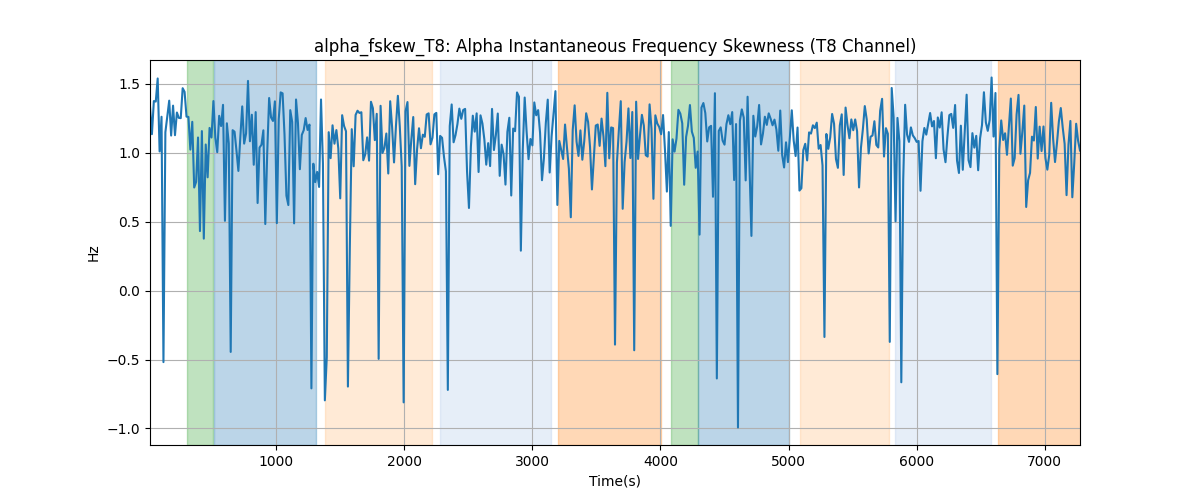 alpha_fskew_T8: Alpha Instantaneous Frequency Skewness (T8 Channel)
1.5
1.0
0.5
0.0
−0.5
−1.0
Hz
1000 2000 3000 4000 5000 6000 7000
Time(s)